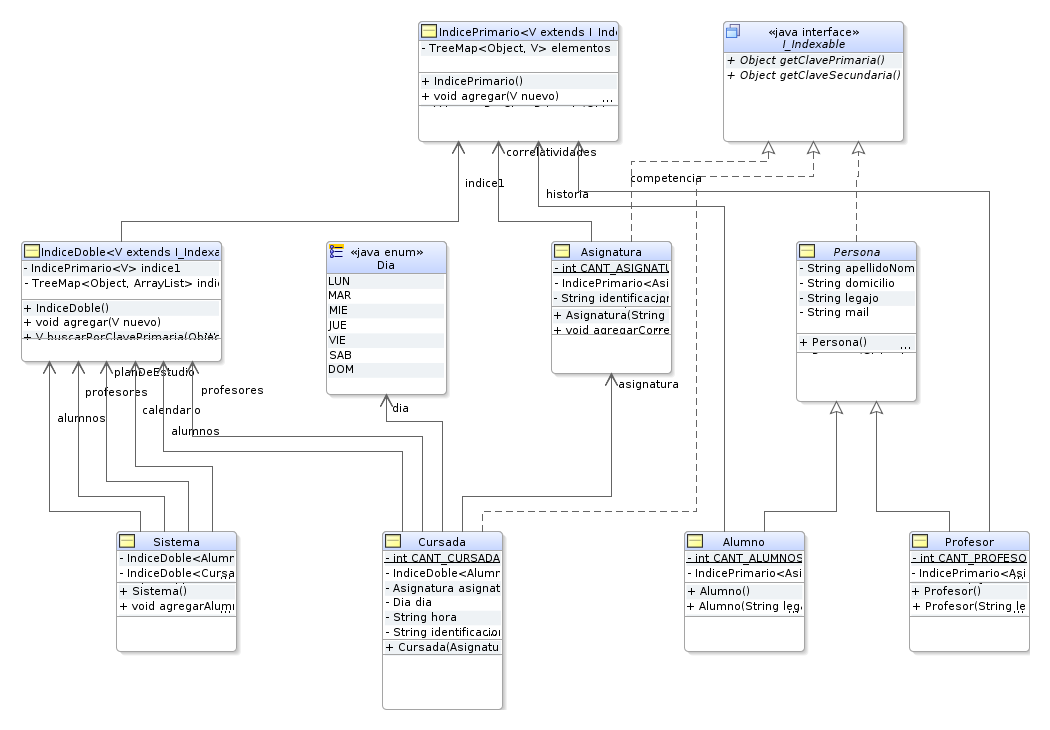 IndicePrimario<V extends I_Inde
- TreeMap<Object, V> elementos
+ IndicePrimario()
+ void agregar(V nuevo)
...
«java interface»
I_Indexable
+ Object getClavePrimaria()
+ Object getClaveSecundaria()
correlatividades
indice1
historia
competencia
IndiceDoble<V extends I_Indexa
- IndicePrimario<V> indice1
- TreeMap<Object, ArrayList> indi
+ IndiceDoble()
+ void agregar(V nuevo)
+ V buscarPorClavePrimaria(Obje
«java enum»
Dia
LUN
MAR
MIE
JUE
VIE
SAB
DOM
Asignatura
- int CANT_ASIGNATU
- IndicePrimario<Asi
- String identificacion
+ Asignatura(String
+ void agregarCorre
Persona
- String apellidoNom
- String domicilio
- String legajo
- String mail
+ Persona()
...
planDeEstudio
profesores
profesores
calendario
alumnos
alumnos
dia
asignatura
Sistema
- IndiceDoble<Alumn
- IndiceDoble<Cursa
+ Sistema()
+ void agregarAlum
Cursada
- int CANT_CURSADA
- IndiceDoble<Alumn
- Asignatura asignat
- Dia dia
- String hora
- String identificacion
+ Cursada(Asignatu
Alumno
- int CANT_ALUMNOS
- IndicePrimario<Asi
+ Alumno()
+ Alumno(String lega
Profesor
- int CANT_PROFESO
- IndicePrimario<Asi
+ Profesor()
+ Profesor(String le